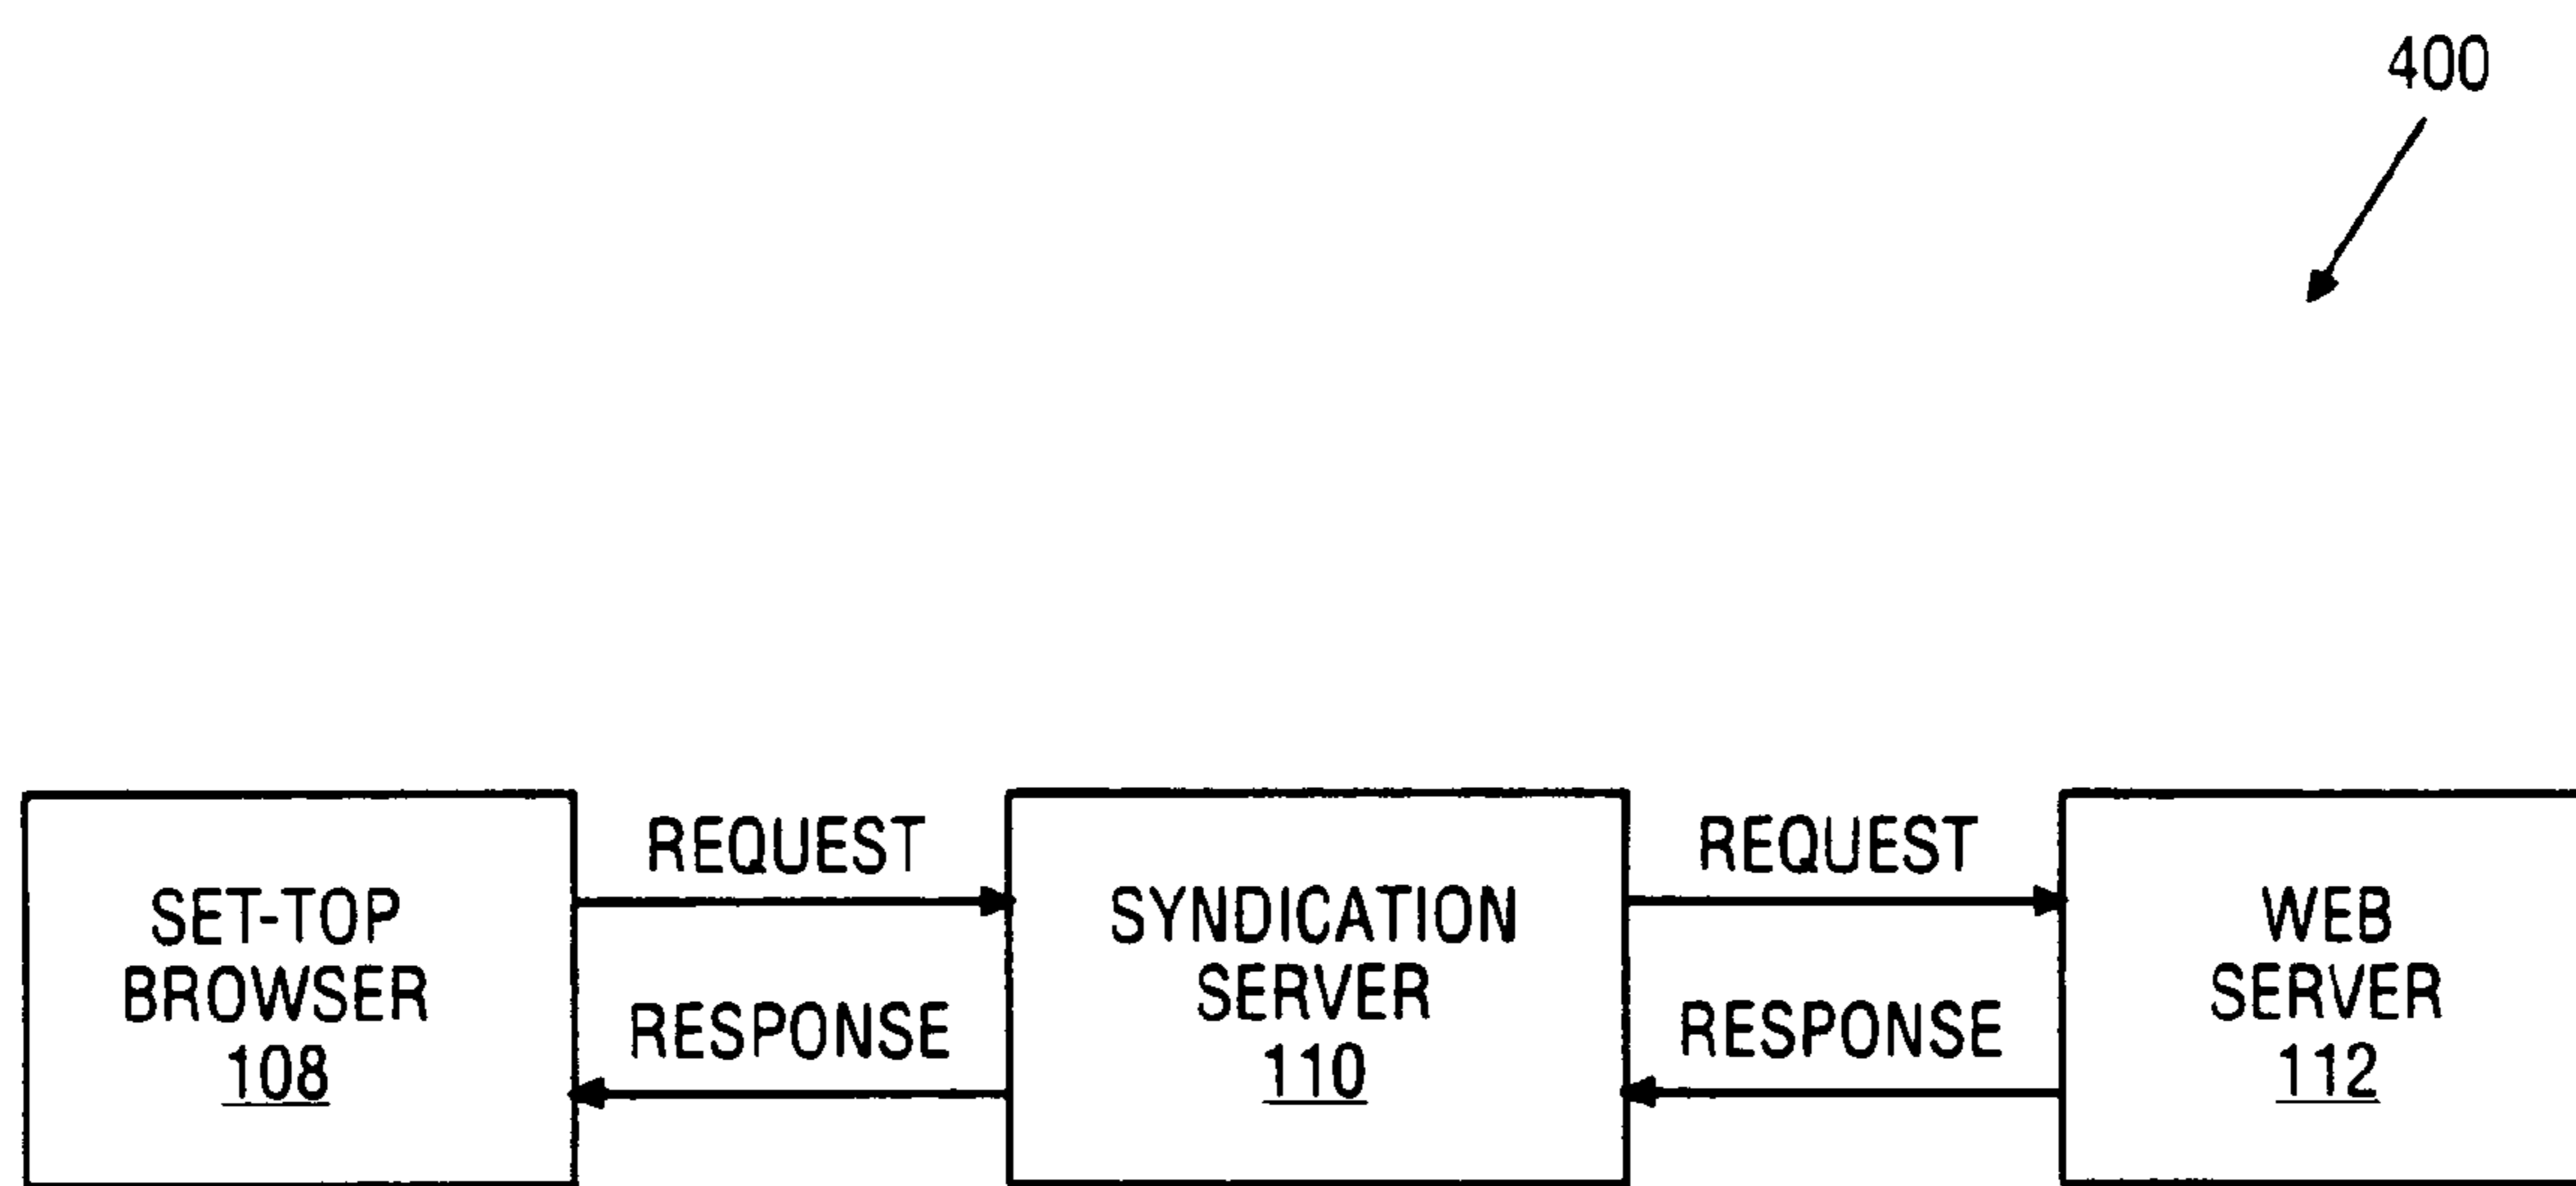 400
SET-TOP
BROWSER
108
REQUEST
RESPONSE
SYNDICATION
SERVER
110
REQUEST
RESPONSE
WEB
SERVER
112